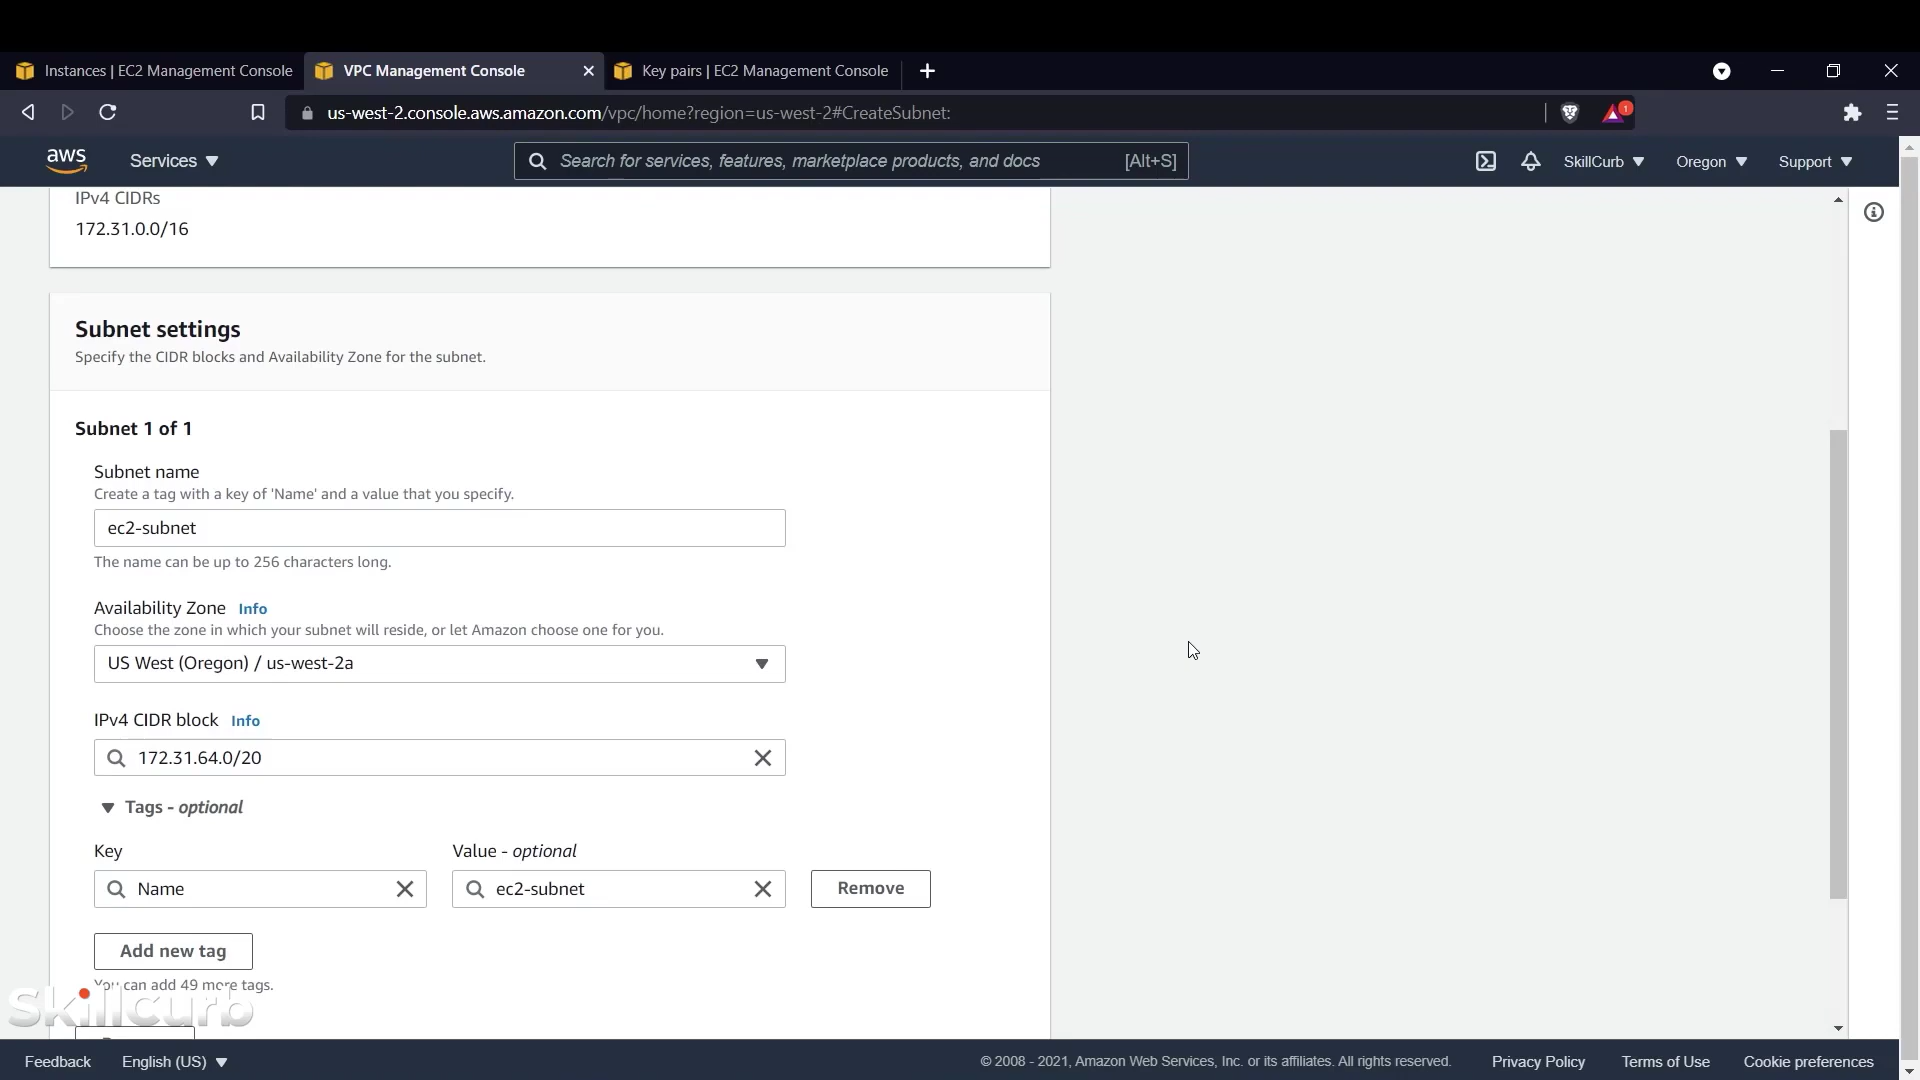 Instances | EC2 Management Console
VPC Management Console
Key pairs | EC2 Management Console
us-west-2.console.aws.amazon.com/vpc/home?region=us-west-2#CreateSubnet:
1
aws
Services
Search for services, features, marketplace products, and docs
[Alt+S]
SkillCurb
Oregon
Support
IPv4 CIDRs
172.31.0.0/16
Subnet settings
Specify the CIDR blocks and Availability Zone for the subnet.
Subnet 1 of 1
Subnet name
Create a tag with a key of 'Name' and a value that you specify.
ec2-subnet
The name can be up to 256 characters long.
Availability Zone Info
Choose the zone in which your subnet will reside, or let Amazon choose one for you.
US West (Oregon) / us-west-2a
IPv4 CIDR block Info
172.31.64.0/20
Tags - optional
Key
Value - optional
Name
ec2-subnet
Remove
Add new tag
You can add 49 more tags.
Skillcurb
Feedback
English (US)
© 2008 - 2021, Amazon Web Services, Inc. or its affiliates. All rights reserved.
Privacy Policy
Terms of Use
Cookie preferences